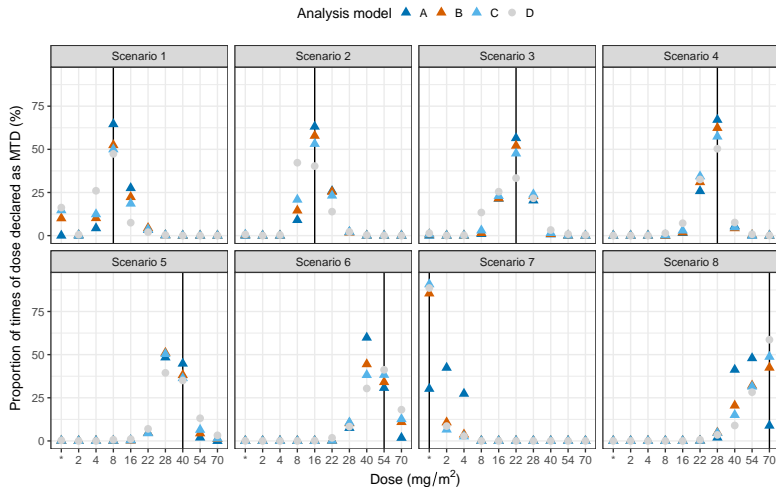 Analysis model A B C D
Scenario 1 Scenario 2 Scenario 3 Scenario 4
75
50
25
0
Scenario 5 Scenario 6 Scenario 7 Scenario 8
75
50
25
0
* 2 4 8 16 22 28 40 54 70 * 2 4 8 16 22 28 40 54 70 * 2 4 8 16 22 28 40 54 70 * 2 4 8 16 22 28 40 54 70
Dose (mg/m²)
Proportion of times of dose declared as MTD (%)